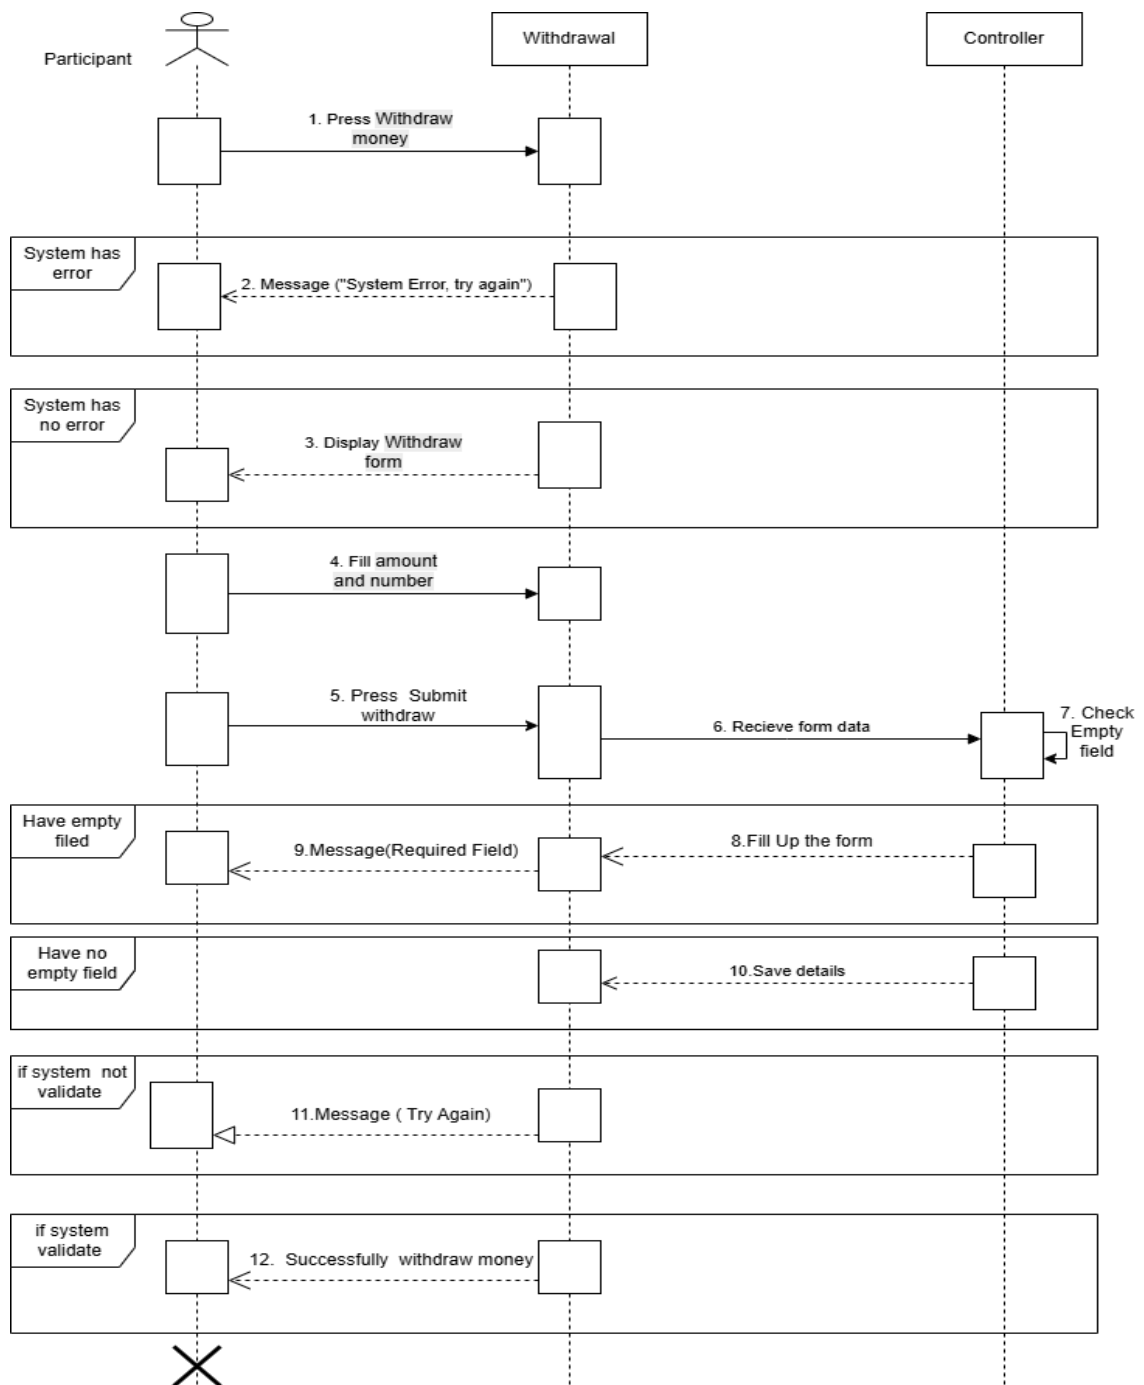 Participant
Withdrawal
Controller
1. Press Withdraw
money
System has
error
2. Message ("System Error, try again")
System has
no error
3. Display Withdraw
form
4. Fill amount
and number
5. Press Submit
withdraw
6. Recieve form data
7. Check
Empty
field
Have empty
filed
9.Message(Required Field)
8.Fill Up the form
Have no
empty field
10.Save details
if system not
validate
11.Message ( Try Again)
if system
validate
12. Successfully withdraw money